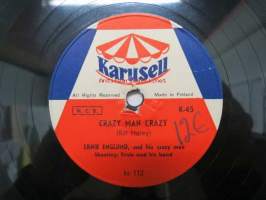 Karusell
All Rights Reserved
Made in Finland
N.C.B.
K-45
CRAZY MAN CRAZY
(Bill Haley)
12€
ERNIE ENGLUND, and his crazy men